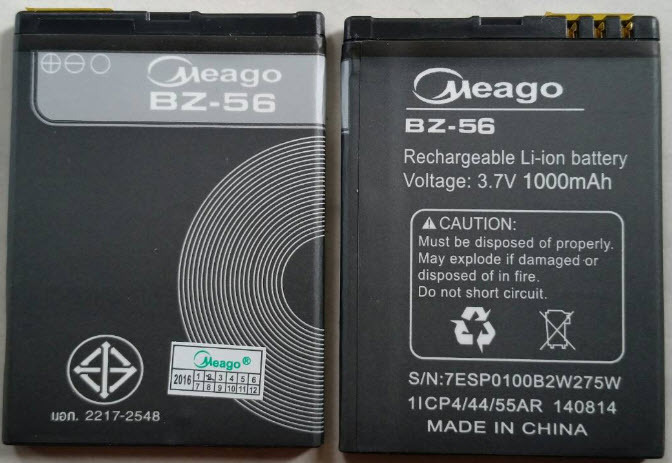 Meago
BZ-56
มอก. 2217-2548
Meago®
2016 1 2 3 4 5 6
7 8 9 10 11 12
Meago
BZ-56
Rechargeable Li-ion battery
Voltage: 3.7V 1000mAh
CAUTION:
Must be disposed of properly.
May explode if damaged or
disposed of in fire.
Do not short circuit.
S/N:7ESP0100B2W275W
1ICP4/44/55AR 140814
MADE IN CHINA